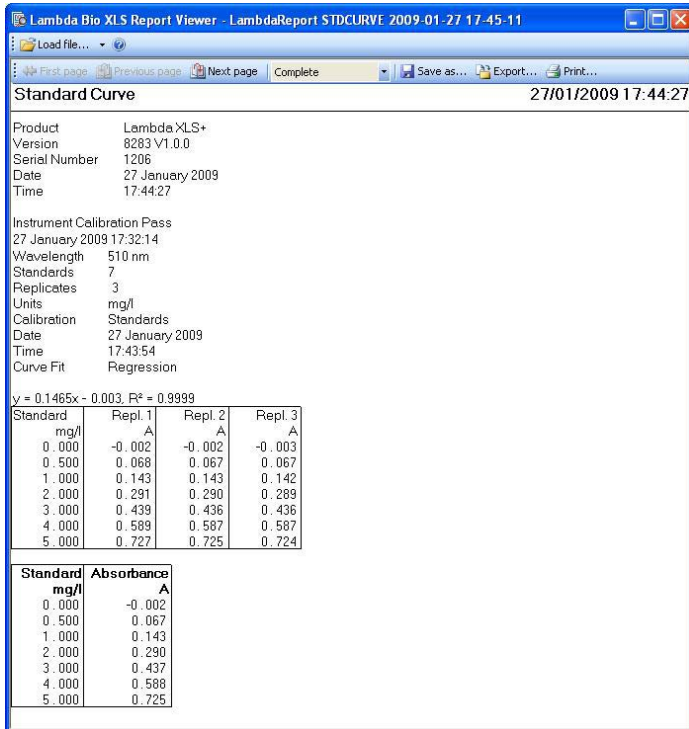 Lambda Bio XLS Report Viewer - LambdaReport STDCURVE 2009-01-27 17-45-11
Load file...
First page Previous page Next page Complete Save as... Export... Print...
Standard Curve 27/01/2009 17:44:27
Product Lambda XLS+
Version 8283 V1.0.0
Serial Number 1206
Date 27 January 2009
Time 17:44:27
Instrument Calibration Pass
27 January 2009 17:32:14
Wavelength 510 nm
Standards 7
Replicates 3
Units mg/l
Calibration Standards
Date 27 January 2009
Time 17:43:54
Curve Fit Regression
y = 0.1465x - 0.003, R² = 0.9999
Standard Repl. 1 Repl. 2 Repl. 3
mg/l A A A
0.000 -0.002 -0.002 -0.003
0.500 0.068 0.067 0.067
1.000 0.143 0.143 0.142
2.000 0.291 0.290 0.289
3.000 0.439 0.436 0.436
4.000 0.589 0.587 0.587
5.000 0.727 0.725 0.724
Standard Absorbance
mg/l A
0.000 -0.002
0.500 0.067
1.000 0.143
2.000 0.290
3.000 0.437
4.000 0.588
5.000 0.725